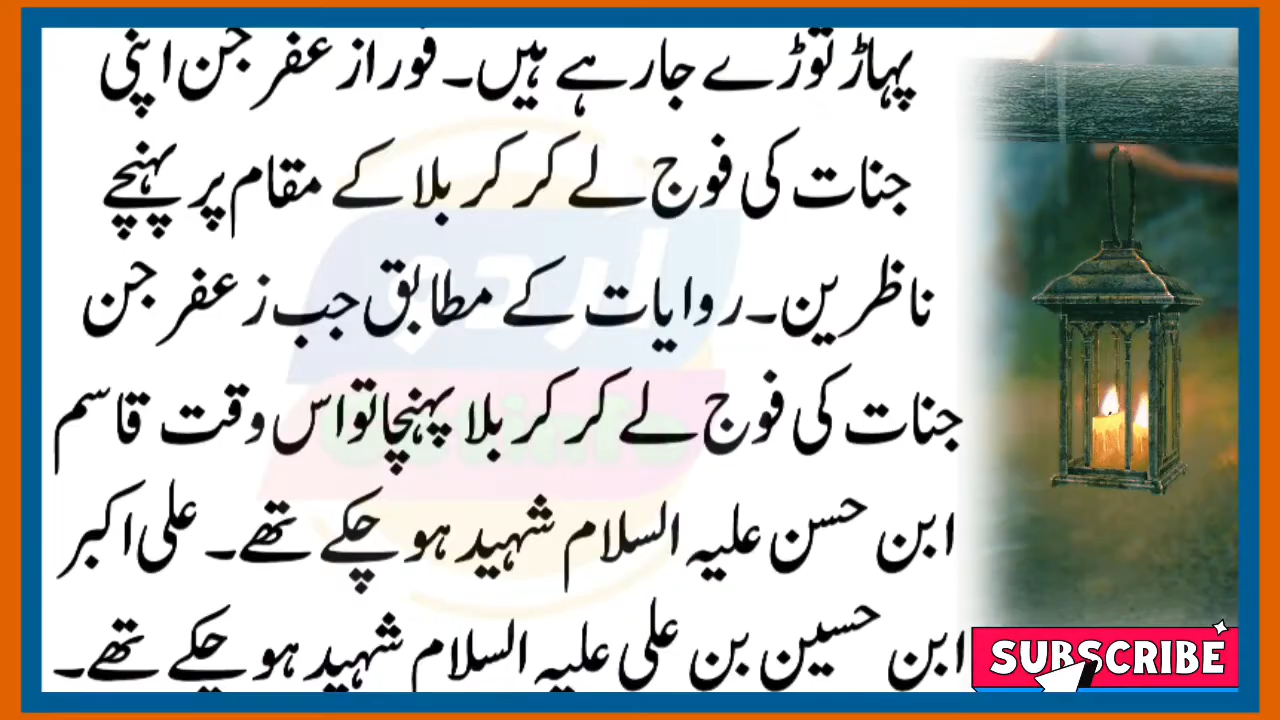 پہاڑ توڑے جارہے ہیں۔ فورا زعفر جن اپنی
جنات کی فوج لے کر کربلا کے مقام پر پہنچے
ناظرین۔ روایات کے مطابق جب زعفر جن
جنات کی فوج لے کر کربلا پہنچا تو اس وقت قاسم
ابن حسن علیہ السلام شہید ہو چکے تھے۔ علی اکبر
ابن حسین بن علی علیہ السلام شہید ہو چکے تھے۔
SUBSCRIBE